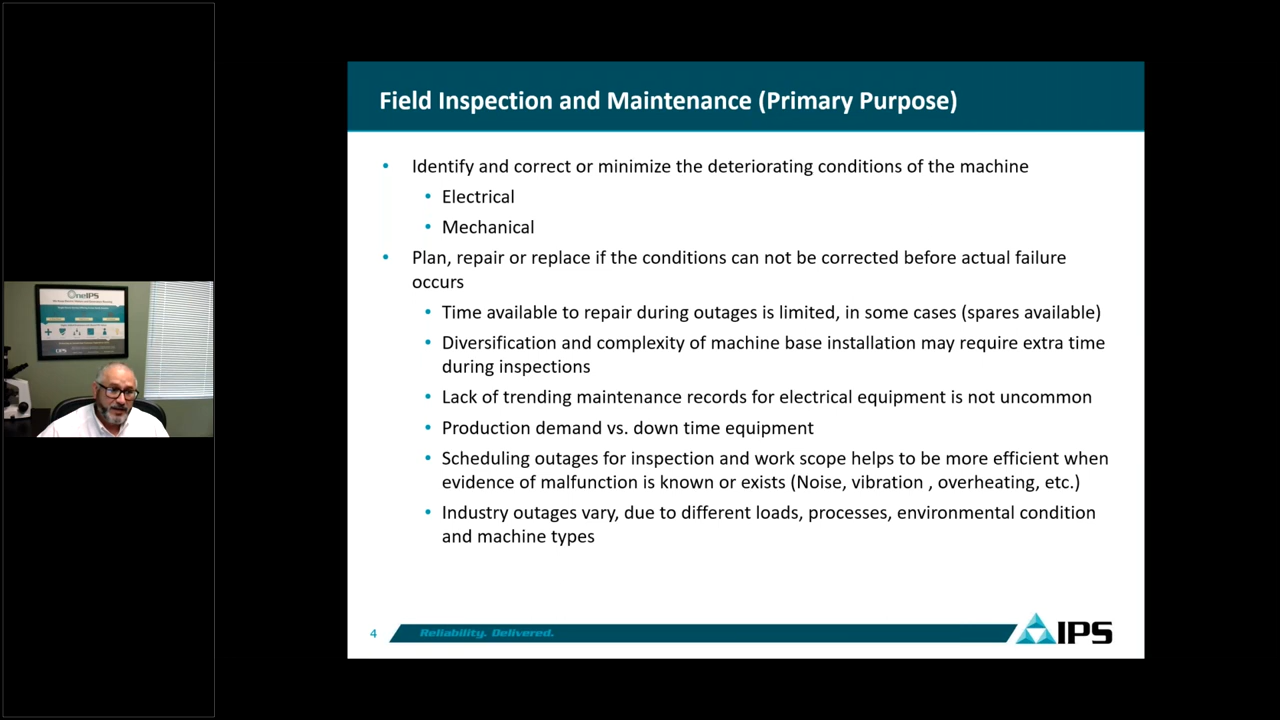 Field Inspection and Maintenance (Primary Purpose)
• Identify and correct or minimize the deteriorating conditions of the machine
• Electrical
• Mechanical
• Plan, repair or replace if the conditions can not be corrected before actual failure
occurs
• Time available to repair during outages is limited, in some cases (spares available)
• Diversification and complexity of machine base installation may require extra time
during inspections
• Lack of trending maintenance records for electrical equipment is not uncommon
• Production demand vs. down time equipment
• Scheduling outages for inspection and work scope helps to be more efficient when
evidence of malfunction is known or exists (Noise, vibration , overheating, etc.)
• Industry outages vary, due to different loads, processes, environmental condition
and machine types
4
Reliability. Delivered.
IPS
OneIPS